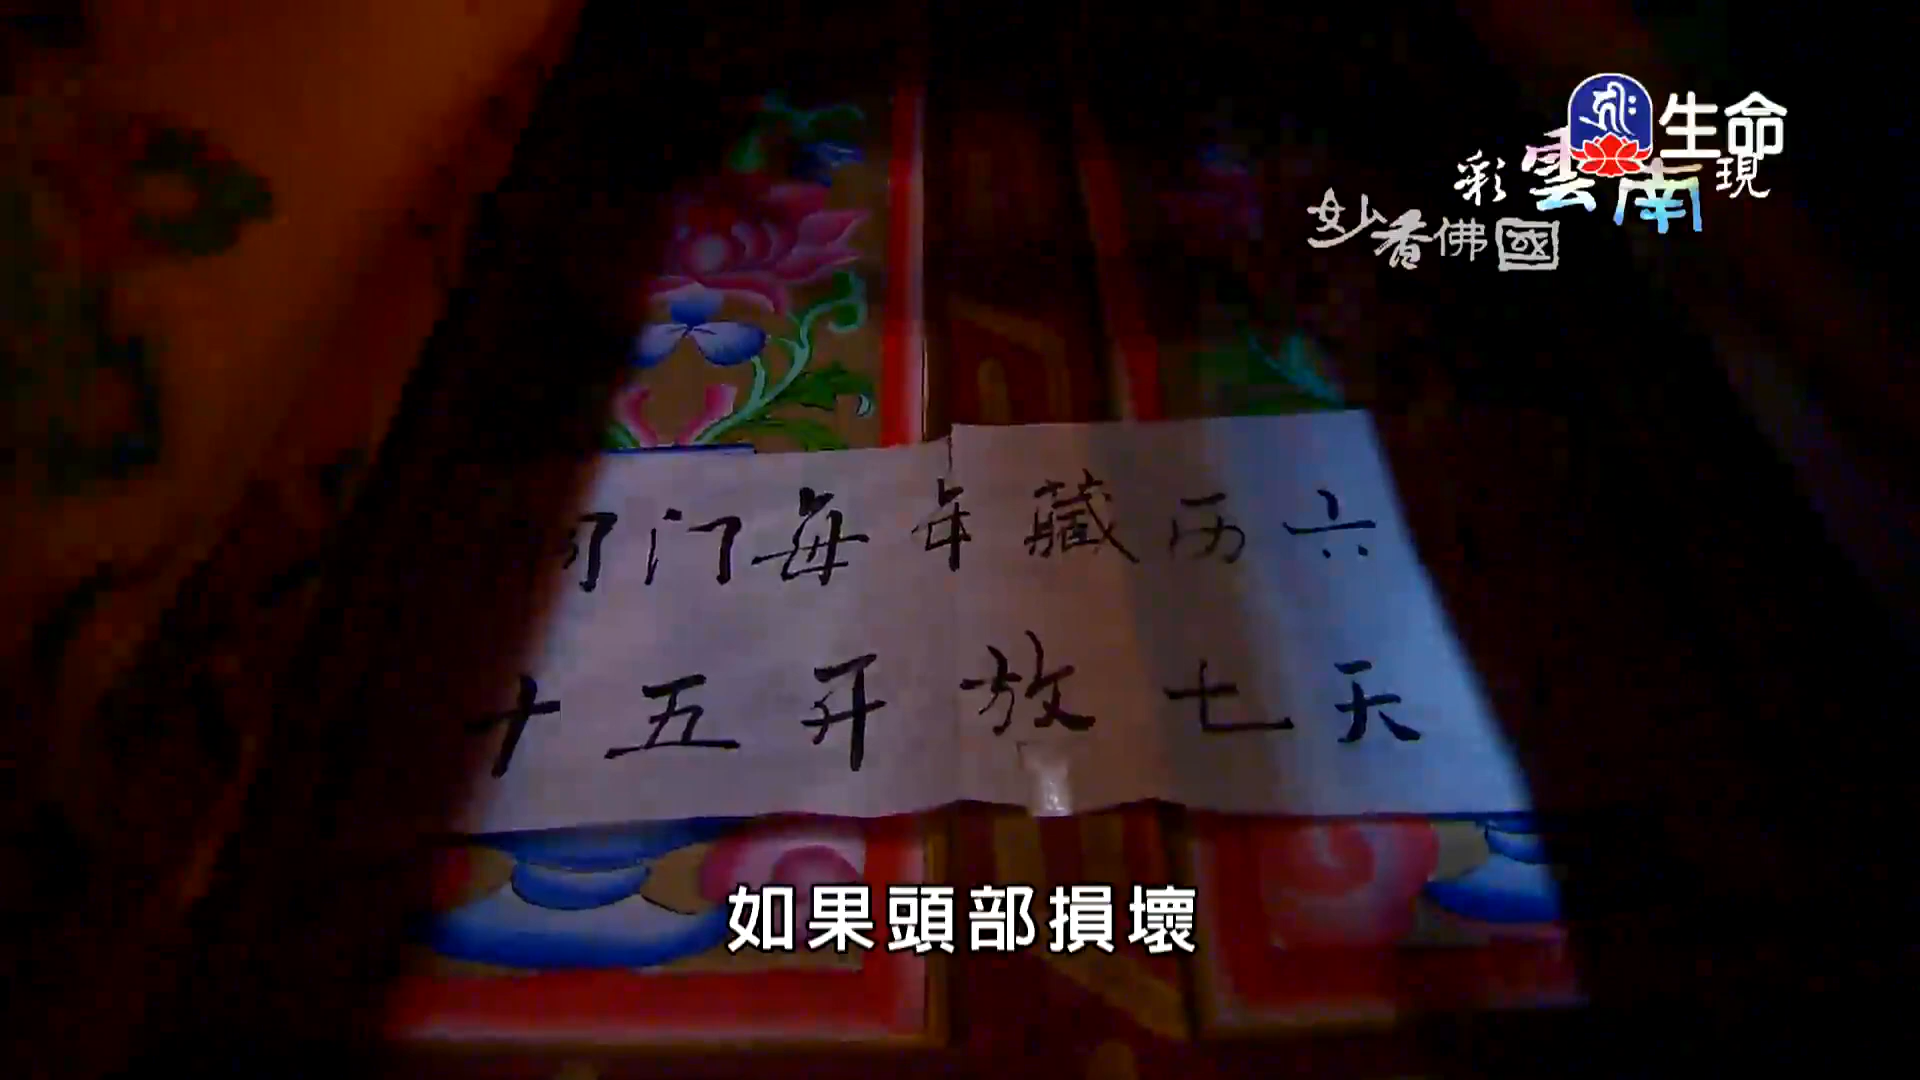 生命
彩雲南現
妙香佛國
门每年藏历六
十五开放七天
如果頭部損壞